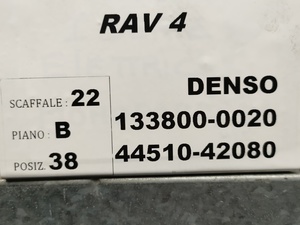 RAV 4
SCAFFALE : 22
PIANO : B
POSIZ. 38
DENSO
133800-0020
44510-42080